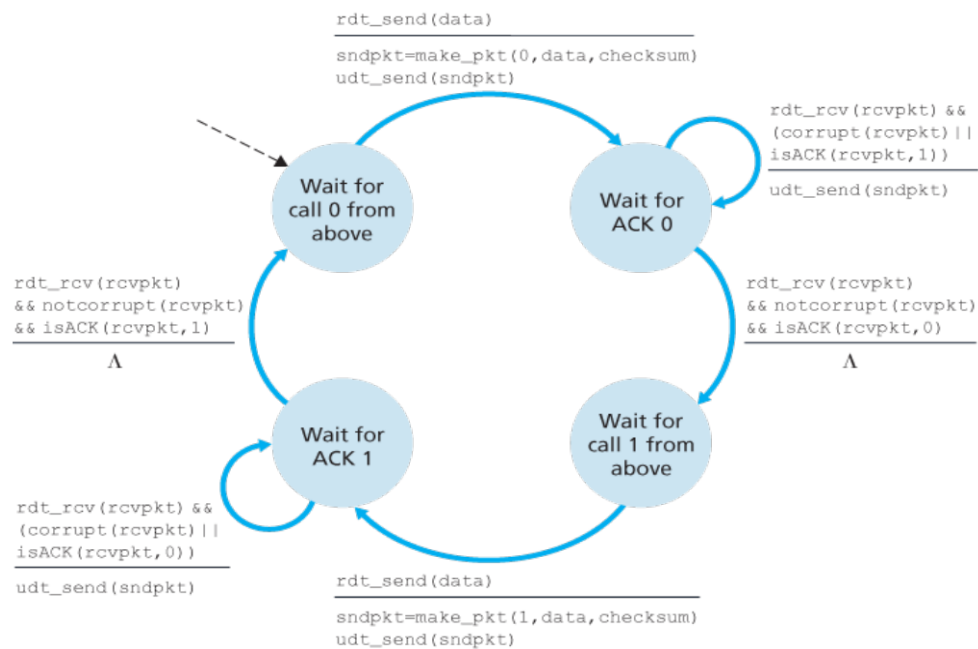 rdt_send(data)
sndpkt=make_pkt(0,data,checksum)
udt_send(sndpkt)
rdt_rcv(rcvpkt) &&
(corrupt(rcvpkt)||
isACK(rcvpkt,1))
udt_send(sndpkt)
Wait for
call 0 from
above
Wait for
ACK 0
rdt_rcv(rcvpkt)
&& notcorrupt(rcvpkt)
&& isACK(rcvpkt,1)
Λ
rdt_rcv(rcvpkt)
&& notcorrupt(rcvpkt)
&& isACK(rcvpkt,0)
Λ
Wait for
ACK 1
Wait for
call 1 from
above
rdt_rcv(rcvpkt) &&
(corrupt(rcvpkt)||
isACK(rcvpkt,0))
udt_send(sndpkt)
rdt_send(data)
sndpkt=make_pkt(1,data,checksum)
udt_send(sndpkt)